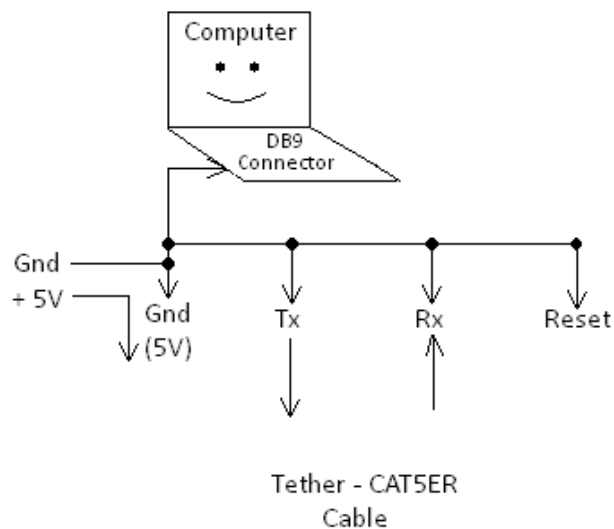 Computer
DB9
Connector
Gnd
+ 5V
Gnd
(5V)
Tx
Rx
Reset
Tether - CAT5ER
Cable